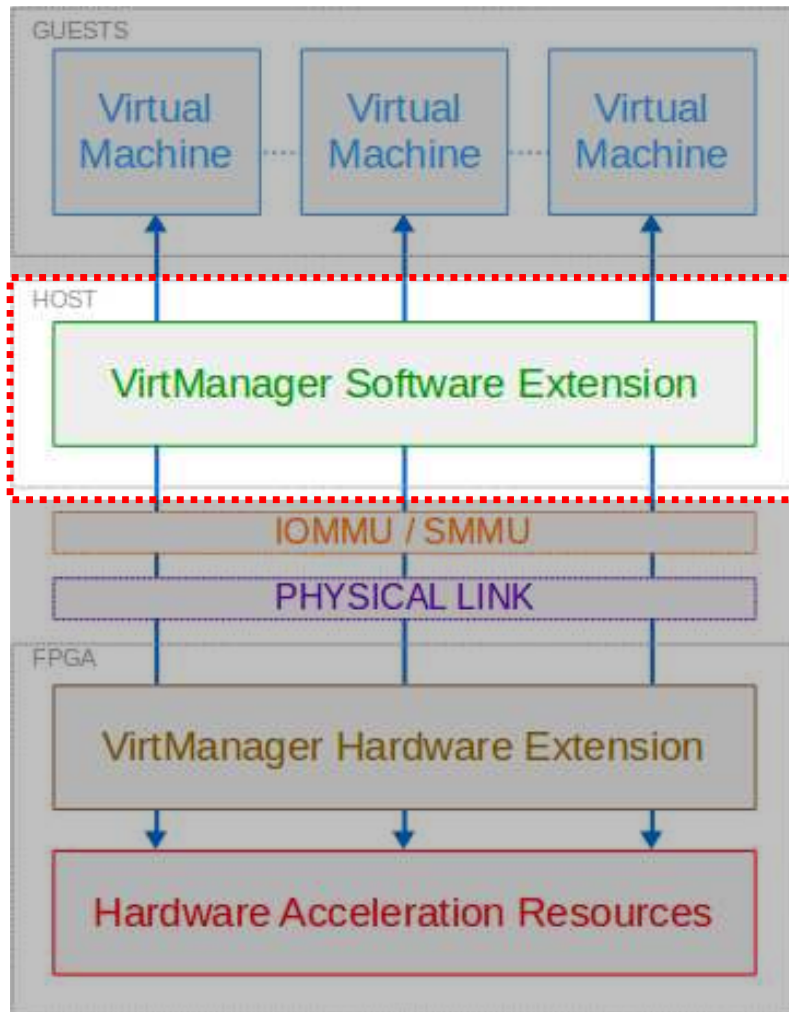 GUESTS
Virtual Virtual Virtual
Machine Machine Machine
HOST
VirtManager Software Extension
IOMMU / SMMU
PHYSICAL LINK
FPGA
VirtManager Hardware Extension
Hardware Acceleration Resources